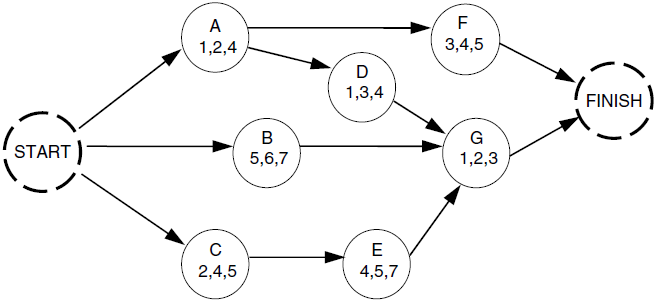 A
1,2,4
F
3,4,5
D
1,3,4
FINISH
START
B
5,6,7
G
1,2,3
C
2,4,5
E
4,5,7